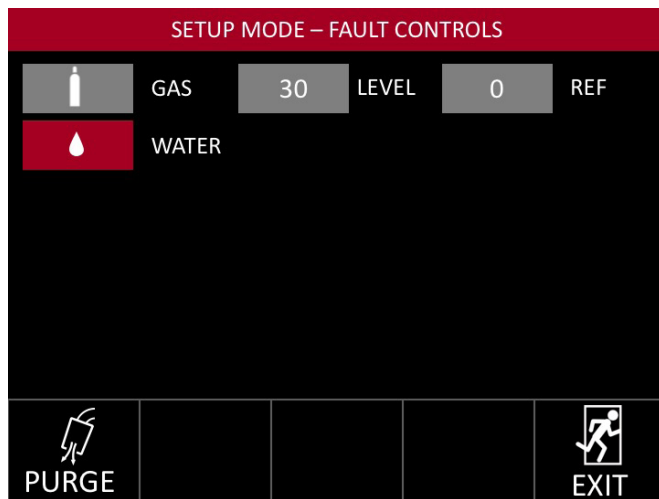 SETUP MODE – FAULT CONTROLS
GAS 30 LEVEL 0 REF
WATER
PURGE EXIT